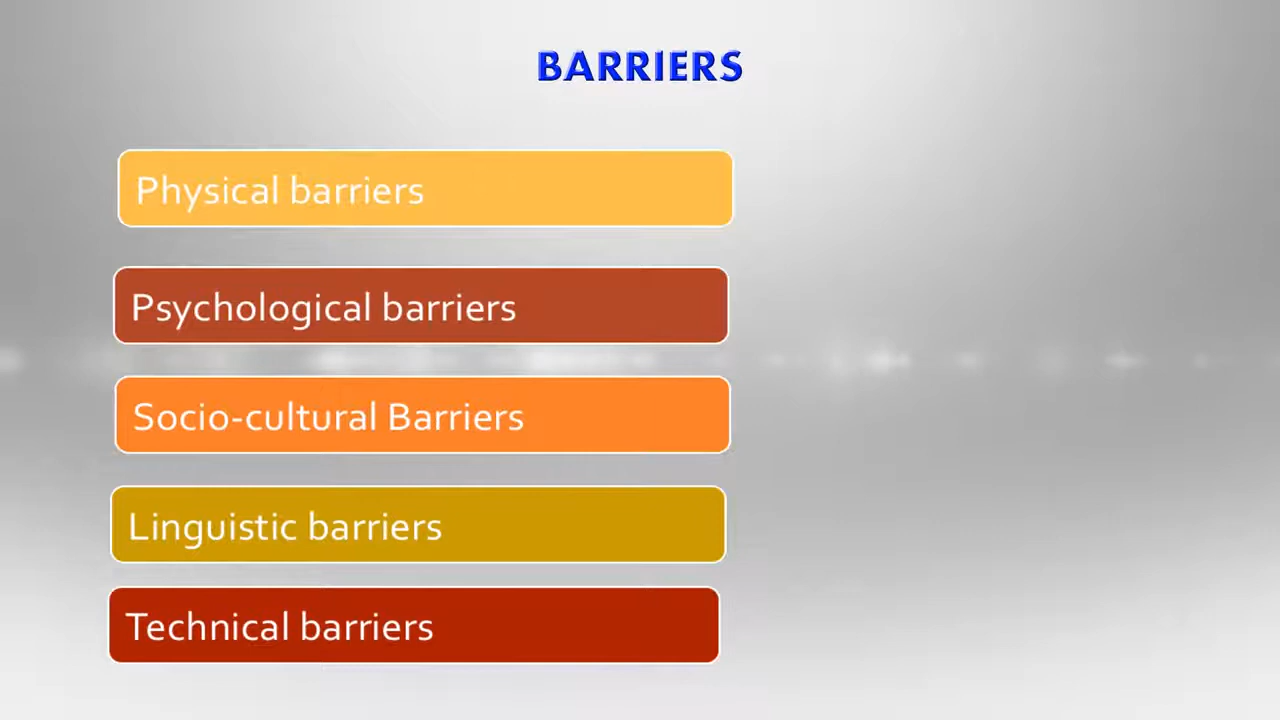 BARRIERS
Physical barriers
Psychological barriers
Socio-cultural Barriers
Linguistic barriers
Technical barriers